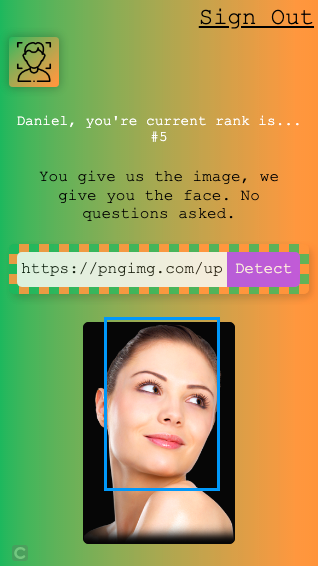 Sign Out
Daniel, you're current rank is...
#5
You give us the image, we
give you the face. No
questions asked.
https://pngimg.com/up Detect
C